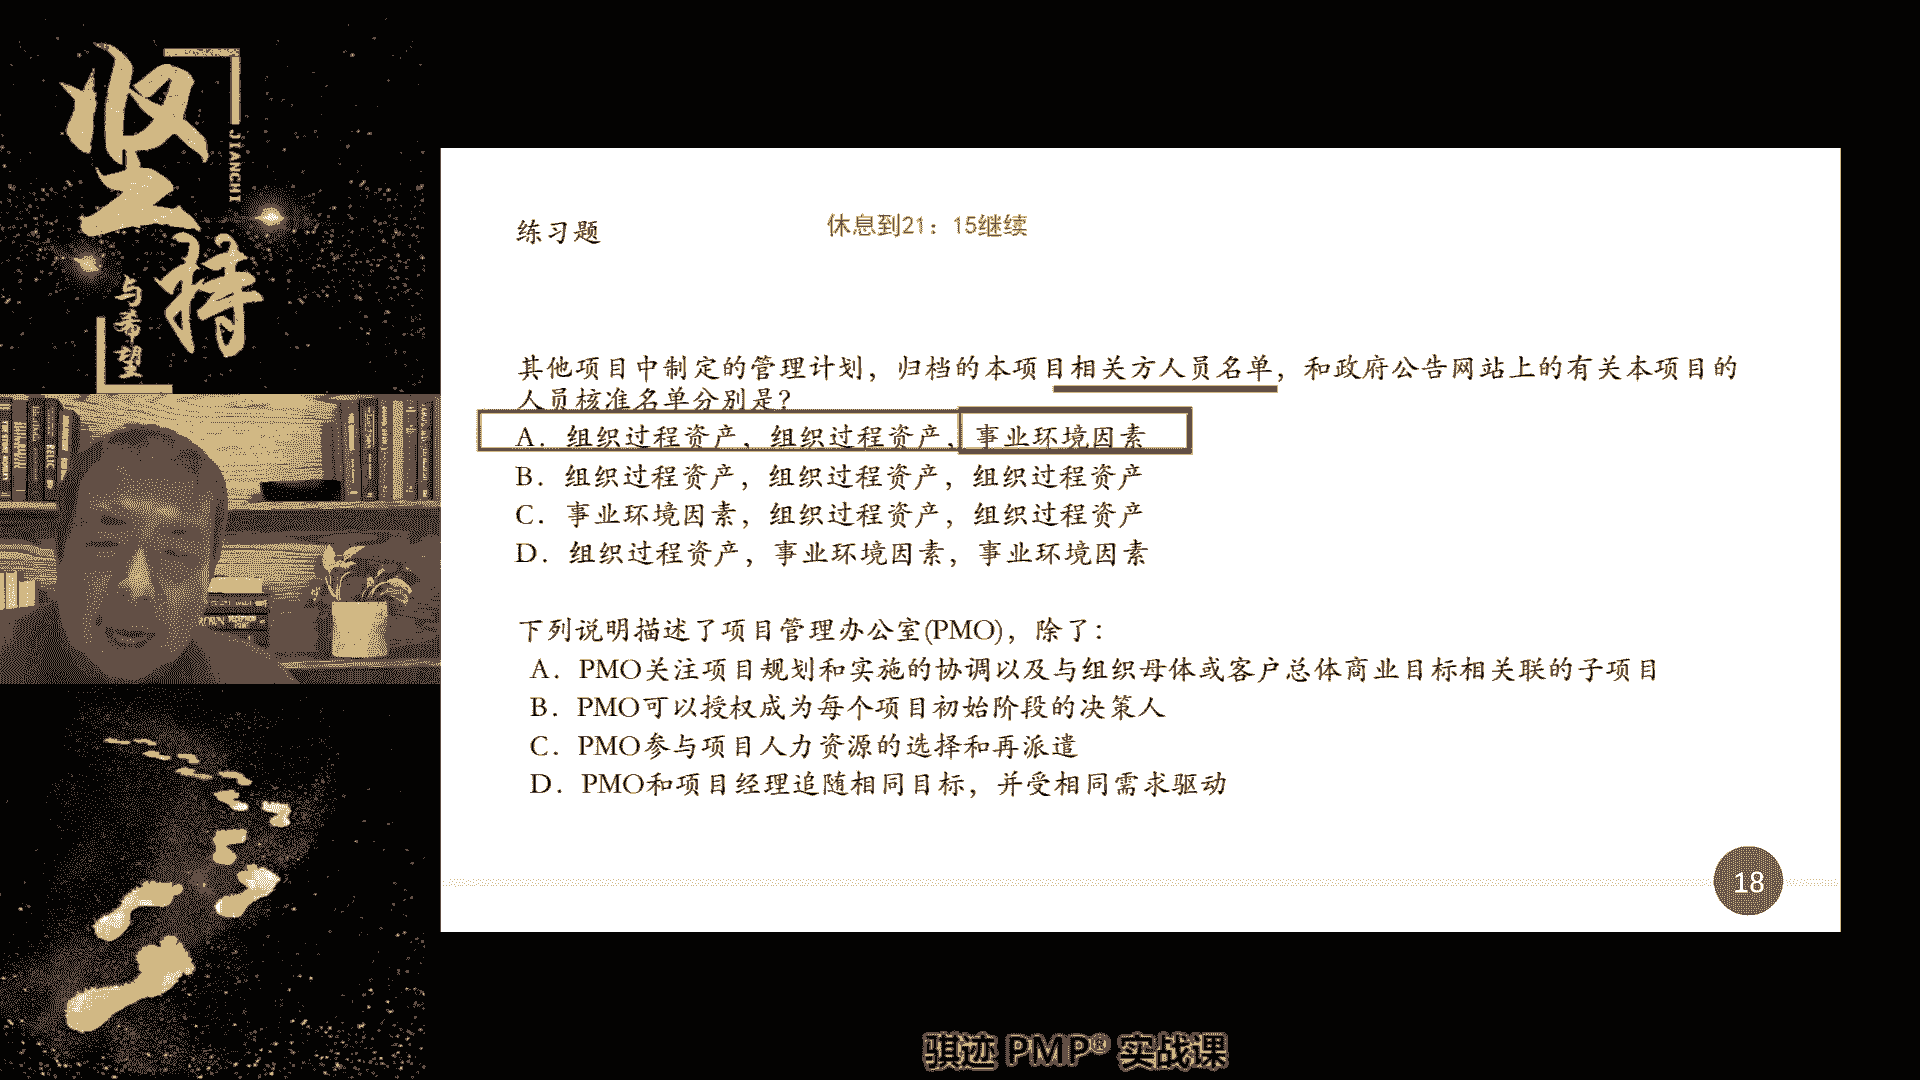 坚
JIANCHI
持
与希望
练习题
休息到21：15继续
其他项目中制定的管理计划，归档的本项目相关方人员名单，和政府公告网站上的有关本项目的
人员核准名单分别是？
A．组织过程资产，组织过程资产，事业环境因素
B．组织过程资产，组织过程资产，组织过程资产
C．事业环境因素，组织过程资产，组织过程资产
D．组织过程资产，事业环境因素，事业环境因素
下列说明描述了项目管理办公室(PMO)，除了：
A．PMO关注项目规划和实施的协调以及与组织母体或客户总体商业目标相关联的子项目
B．PMO可以授权成为每个项目初始阶段的决策人
C．PMO参与项目人力资源的选择和再派遣
D．PMO和项目经理追随相同目标，并受相同需求驱动
18
骐迹 PMP® 实战课